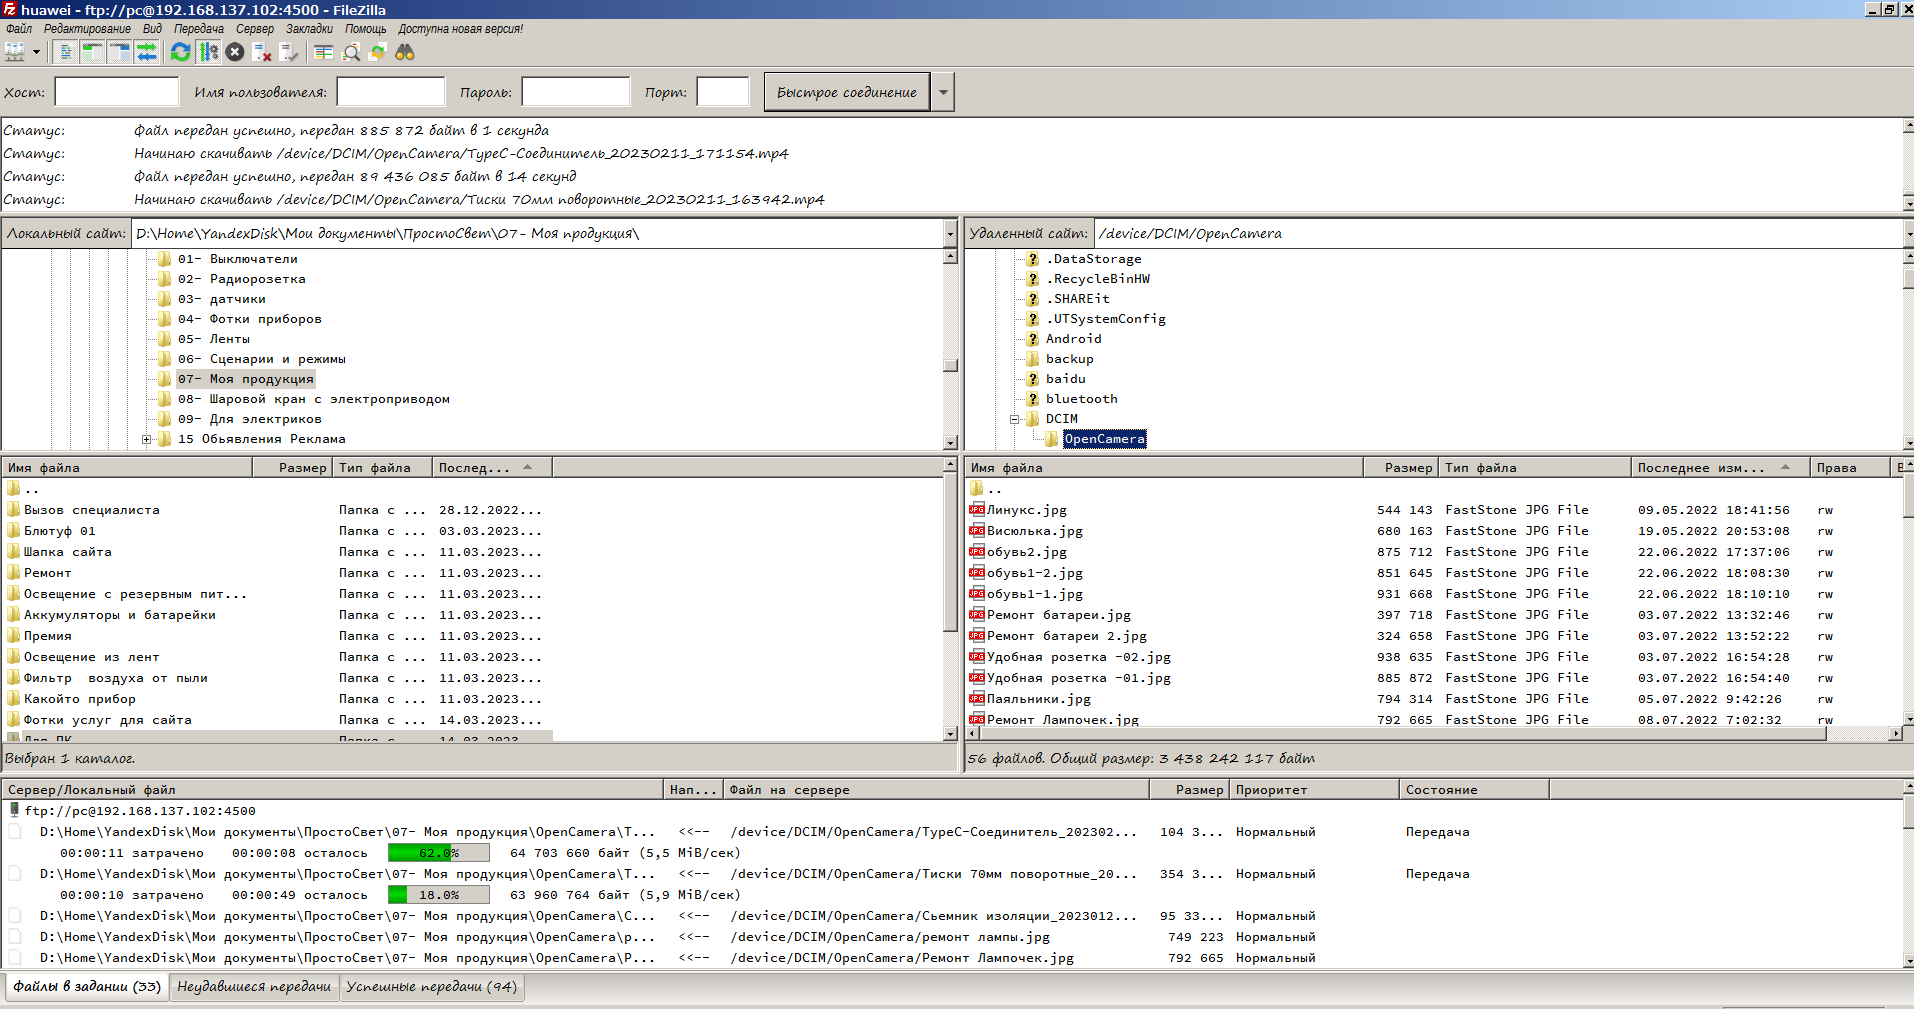 huawei - ftp://pc@192.168.137.102:4500 - FileZilla
Файл Редактирование Вид Передача Сервер Закладки Помощь Доступна новая версия!
Хост: Имя пользователя: Пароль: Порт: Быстрое соединение
Статус: Файл передан успешно, передан 885 872 байт в 1 секунда
Статус: Начинаю скачивать /device/DCIM/OpenCamera/TypeC-Соединитель_20230211_171154.mp4
Статус: Файл передан успешно, передан 89 436 085 байт в 14 секунд
Статус: Начинаю скачивать /device/DCIM/OpenCamera/Тиски 70мм поворотные_20230211_163942.mp4
Локальный сайт: D:\Home\YandexDisk\Мои документы\ПростоСвет\07- Моя продукция\
01- Выключатели
02- Радиорозетка
03- датчики
04- Фотки приборов
05- Ленты
06- Сценарии и режимы
07- Моя продукция
08- Шаровой кран с электроприводом
09- Для электриков
15 Обьявления Реклама
Удаленный сайт: /device/DCIM/OpenCamera
.DataStorage
.RecycleBinHW
.SHAREit
.UTSystemConfig
Android
backup
baidu
bluetooth
DCIM
OpenCamera
Имя файла Размер Тип файла Послед...
..
Вызов специалиста Папка с ... 28.12.2022...
Блютуф 01 Папка с ... 03.03.2023...
Шапка сайта Папка с ... 11.03.2023...
Ремонт Папка с ... 11.03.2023...
Освещение с резервным пит... Папка с ... 11.03.2023...
Аккумуляторы и батарейки Папка с ... 11.03.2023...
Премия Папка с ... 11.03.2023...
Освещение из лент Папка с ... 11.03.2023...
Фильтр воздуха от пыли Папка с ... 11.03.2023...
Какойто прибор Папка с ... 11.03.2023...
Фотки услуг для сайта Папка с ... 14.03.2023...
Для ПК Папка с ... 14.03.2023...
Выбран 1 каталог.
Имя файла Размер Тип файла Последнее изм... Права
..
Линукс.jpg 544 143 FastStone JPG File 09.05.2022 18:41:56 rw
Висюлька.jpg 680 163 FastStone JPG File 19.05.2022 20:53:08 rw
обувь2.jpg 875 712 FastStone JPG File 22.06.2022 17:37:06 rw
обувь1-2.jpg 851 645 FastStone JPG File 22.06.2022 18:08:30 rw
обувь1-1.jpg 931 668 FastStone JPG File 22.06.2022 18:10:10 rw
Ремонт батареи.jpg 397 718 FastStone JPG File 03.07.2022 13:32:46 rw
Ремонт батареи 2.jpg 324 658 FastStone JPG File 03.07.2022 13:52:22 rw
Удобная розетка -02.jpg 938 635 FastStone JPG File 03.07.2022 16:54:28 rw
Удобная розетка -01.jpg 885 872 FastStone JPG File 03.07.2022 16:54:40 rw
Паяльники.jpg 794 314 FastStone JPG File 05.07.2022 9:42:26 rw
Ремонт Лампочек.jpg 792 665 FastStone JPG File 08.07.2022 7:02:32 rw
56 файлов. Общий размер: 3 438 242 117 байт
Сервер/Локальный файл Нап... Файл на сервере Размер Приоритет Состояние
ftp://pc@192.168.137.102:4500
D:\Home\YandexDisk\Мои документы\ПростоСвет\07- Моя продукция\OpenCamera\T... <<-- /device/DCIM/OpenCamera/TypeC-Соединитель_202302... 104 3... Нормальный Передача
00:00:11 затрачено 00:00:08 осталось 62.0% 64 703 660 байт (5,5 MiB/сек)
D:\Home\YandexDisk\Мои документы\ПростоСвет\07- Моя продукция\OpenCamera\Т... <<-- /device/DCIM/OpenCamera/Тиски 70мм поворотные_20... 354 3... Нормальный Передача
00:00:10 затрачено 00:00:49 осталось 18.0% 63 960 764 байт (5,9 MiB/сек)
D:\Home\YandexDisk\Мои документы\ПростоСвет\07- Моя продукция\OpenCamera\С... <<-- /device/DCIM/OpenCamera/Сьемник изоляции_2023012... 95 33... Нормальный
D:\Home\YandexDisk\Мои документы\ПростоСвет\07- Моя продукция\OpenCamera\р... <<-- /device/DCIM/OpenCamera/ремонт лампы.jpg 749 223 Нормальный
D:\Home\YandexDisk\Мои документы\ПростоСвет\07- Моя продукция\OpenCamera\Р... <<-- /device/DCIM/OpenCamera/Ремонт Лампочек.jpg 792 665 Нормальный
Файлы в задании (33) Неудавшиеся передачи Успешные передачи (94)